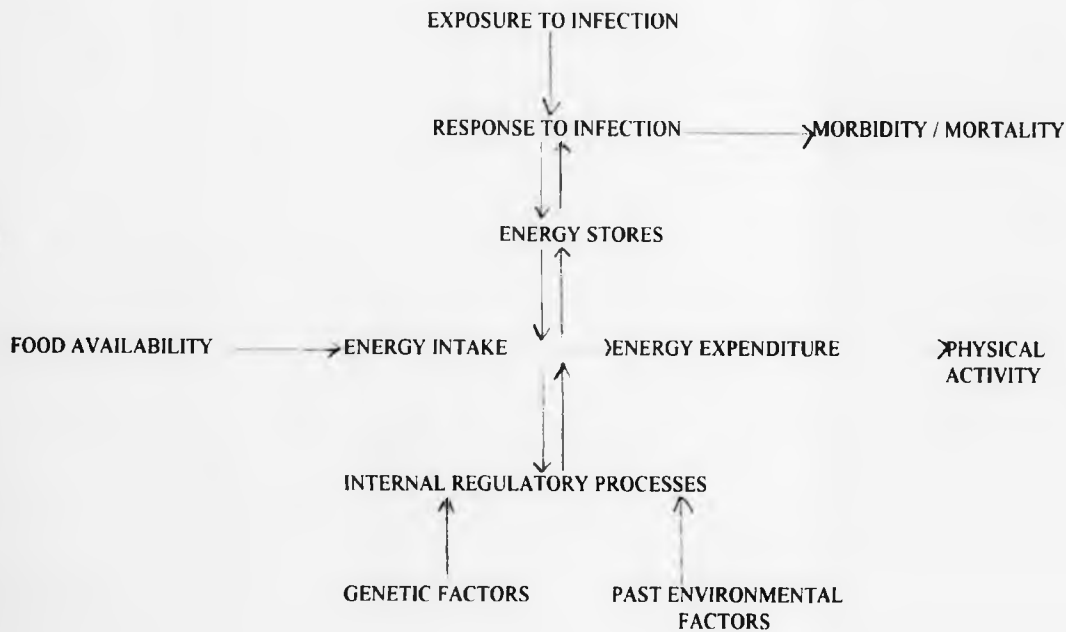 EXPOSURE TO INFECTION
RESPONSE TO INFECTION
MORBIDITY / MORTALITY
ENERGY STORES
FOOD AVAILABILITY
ENERGY INTAKE
ENERGY EXPENDITURE
PHYSICAL
ACTIVITY
INTERNAL REGULATORY PROCESSES
GENETIC FACTORS
PAST ENVIRONMENTAL
FACTORS